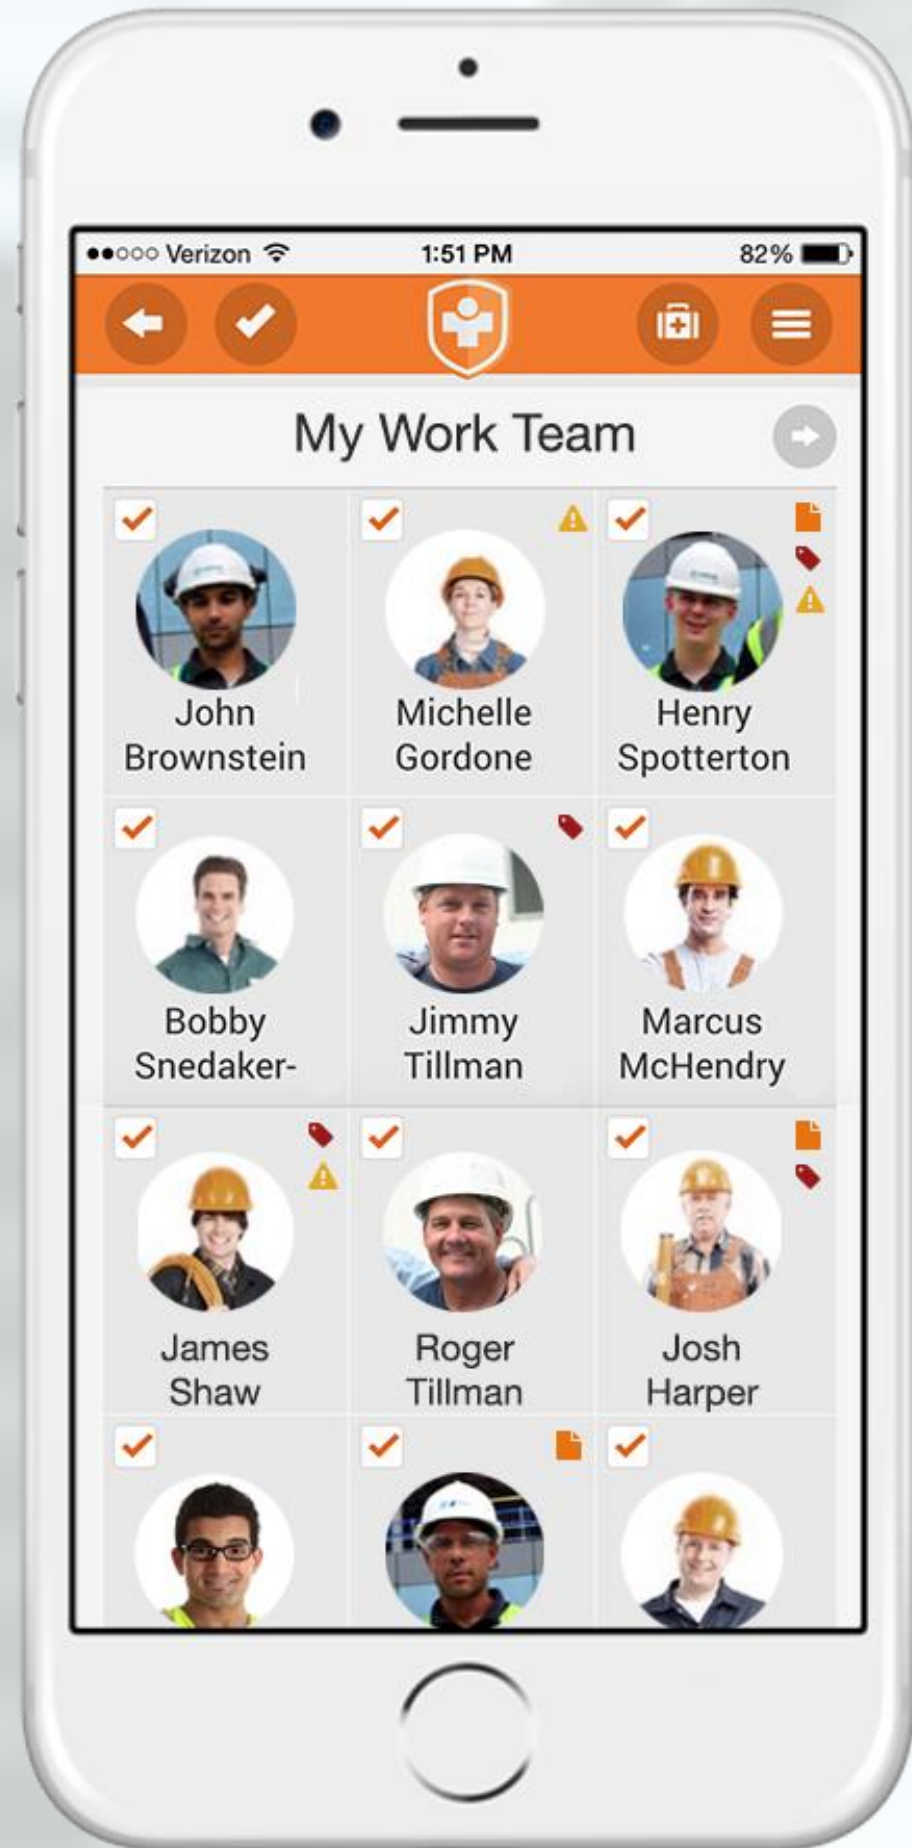 Verizon 1:51 PM 82%
My Work Team
John Michelle Henry
Brownstein Gordone Spotterton
Bobby Jimmy Marcus
Snedaker- Tillman McHendry
James Roger Josh
Shaw Tillman Harper